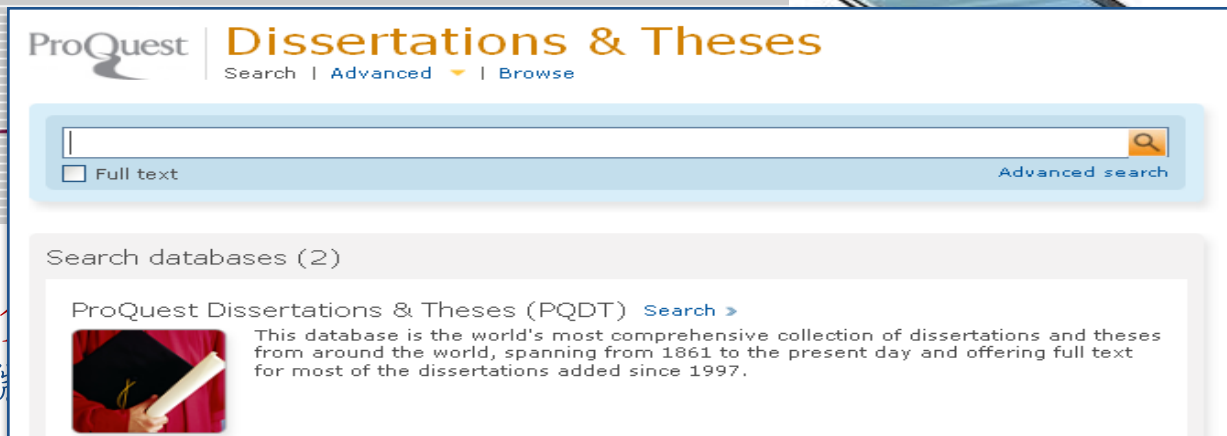 ProQuest
Dissertations & Theses
Search | Advanced | Browse
Full text
Advanced search
Search databases (2)
ProQuest Dissertations & Theses (PQDT) Search »
This database is the world's most comprehensive collection of dissertations and theses
from around the world, spanning from 1861 to the present day and offering full text
for most of the dissertations added since 1997.